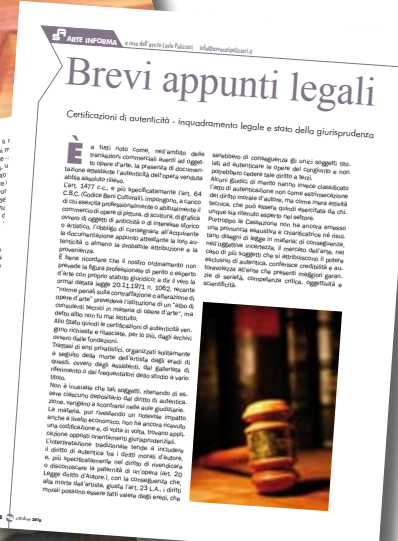 ARTE INFORMA
a cura dell'avv.to Carlo Polizzoni info@avvocatipolizzoni.it
Brevi appunti legali
Certificazioni di autenticità - inquadramento legale e stato della giurisprudenza
È a tutti noto come, nell'ambito delle
transazioni commerciali aventi ad ogget-
to opere d'arte, la presenza di documen-
tazione attestante l'autenticità dell'opera venduta
abbia assoluto rilievo.
L'art. 1477 c.c., e più specificatamente l'art. 64
C.B.C. (Codice Beni Culturali), impongono, a carico
di chi esercita professionalmente o abitualmente il
commercio di opere di pittura, di scultura, di grafica
ovvero di oggetti di antichità o di interesse storico
o artistico, l'obbligo di consegnare all'acquirente
la documentazione appunto attestante la loro au-
tenticità o almeno la probabile attribuzione e la
provenienza.
È bene ricordare che il nostro ordinamento non
prevede la figura professionale di perito o esperto
d'arte con proprio statuto giuridico; a dir il vero la
ormai datata legge 20.11.1971 n. 1062, recante
"norme penali sulla contraffazione o alterazione di
opere d'arte" prevedeva l'istituzione di un "albo di
consulenti tecnici in materia di opere d'arte", ma
detto albo non fu mai istituito.
Allo Stato quindi le certificazioni di autenticità ven-
gono richieste e rilasciate, per lo più, dagli archivi
ovvero dalle fondazioni.
Trattasi di enti privatistici, organizzati solitamente
a seguito della morte dell'artista dagli eredi di
questi, ovvero degli assistenti, dal gallerista di
riferimento o dai frequentatori dello studio a vario
titolo.
Non è inusuale che tali soggetti, ritenendo di es-
sere ciascuno depositario del diritto di autentica-
zione, vengano a scontrarsi nelle aule giudiziarie.
La materia, pur rivestendo un notevole impatto
anche a livello economico, non ha ancora ricevuto
una codificazione e, di volta in volta, trovano appli-
cazione opposti orientamenti giurisprudenziali.
L'interpretazione tradizionale tende a includere
il diritto di autentica tra i diritti morali d'autore,
e, più specificatamente nel diritto di rivendicare
o disconoscere la paternità di un'opera (art. 20
Legge diritto d'Autore), con la conseguenza che,
alla morte dell'artista, giusta l'art. 23 L.A., i diritti
morali possono essere fatti valere dagli eredi, che
sarebbero di conseguenza gli unici soggetti tito-
lati ad autenticare le opere del congiunto e non
potrebbero cedere tale diritto a terzi.
Alcuni giudici di merito hanno invece classificato
l'atto di autenticazione non come estrinsecazione
del diritto morale d'autore, ma come mera attività
tecnica, che può essere quindi esercitata da chi-
unque sia ritenuto esperto nel settore.
Purtroppo la Cassazione non ha ancora emesso
una pronuncia esaustiva e chiarificatrice né risul-
tano disegni di legge in materia; di conseguenza,
nell'oggettiva incertezza, il mercato dell'arte, nel
caso di più soggetti che si attribuiscono il potere
esclusivo di autentica, conferisce credibilità e au-
torevolezza all'ente che presenti maggiori garan-
zie di serietà, competenza critica, oggettività e
scientificità.
ottobre 2016